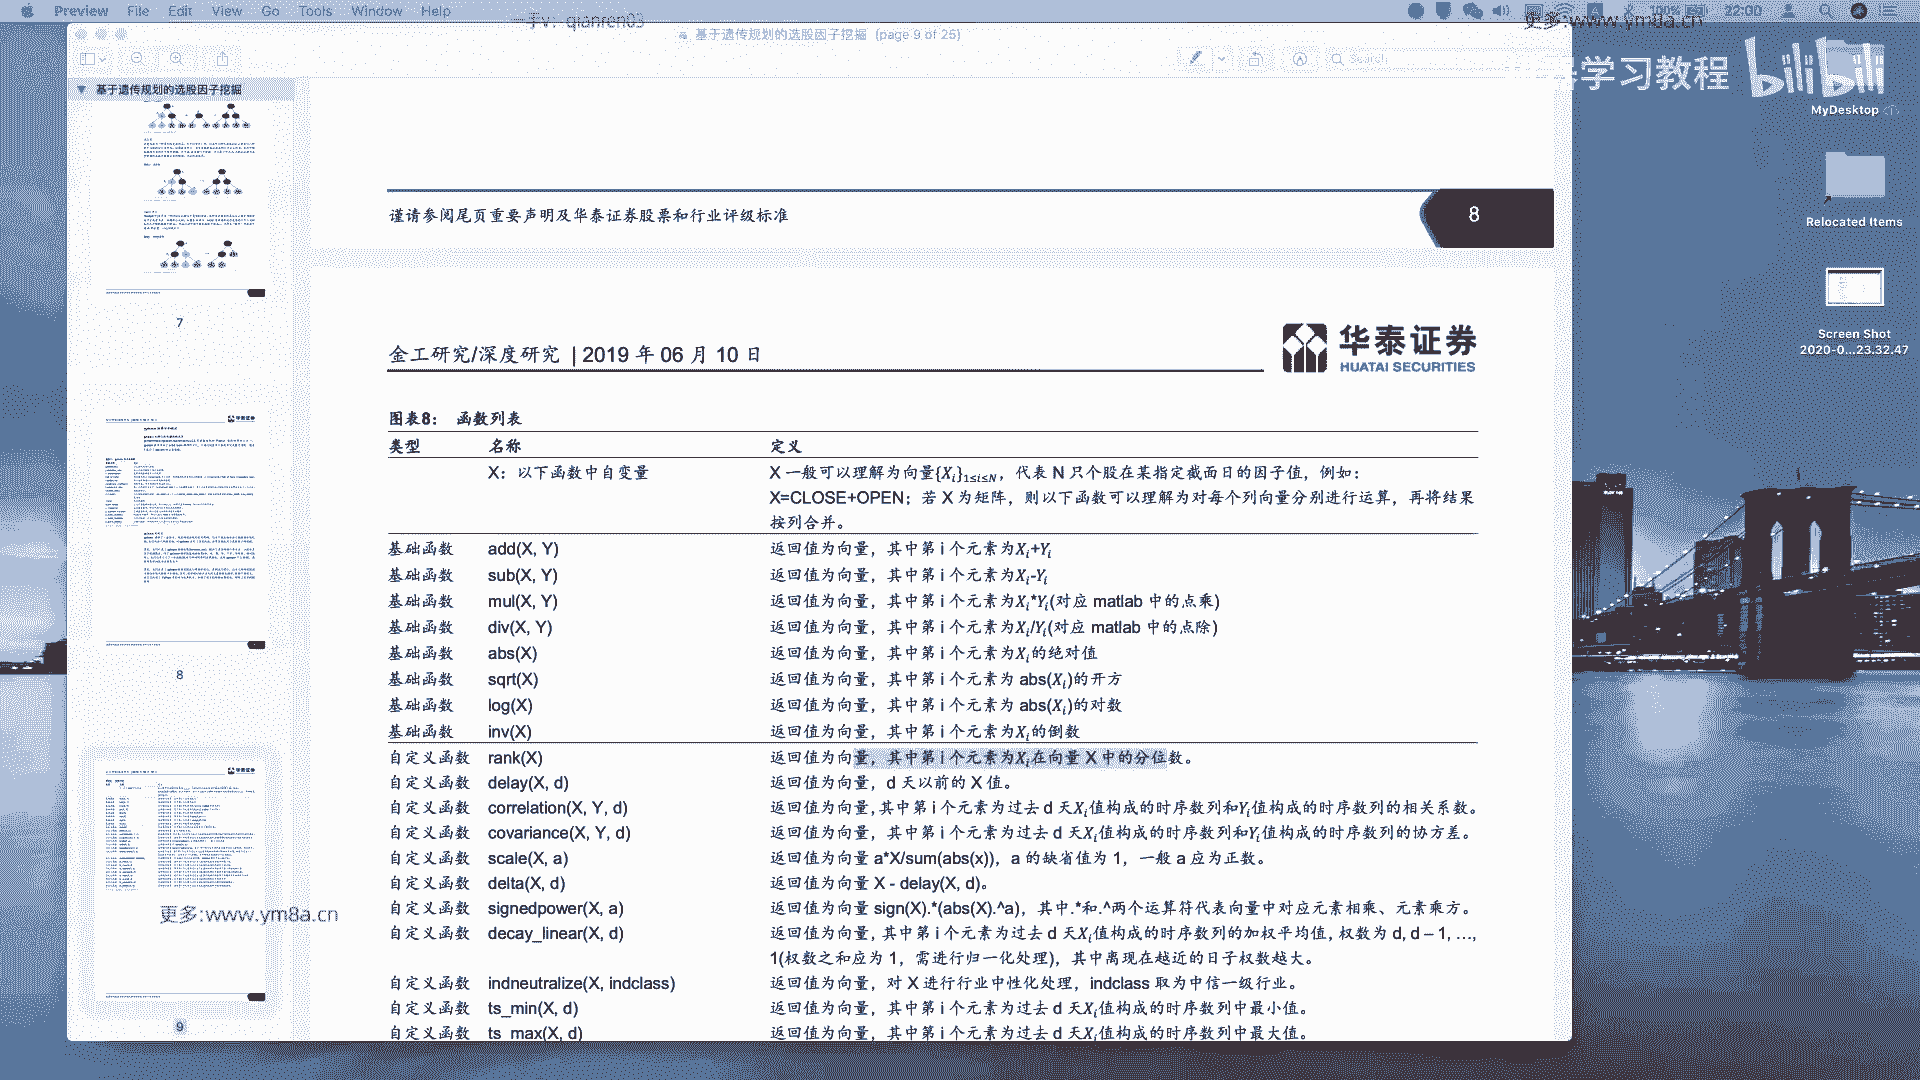 Preview File Edit View Go Tools Window Help
100% 22:00
一手v: qianren03
更多:www.ym8a.cn
基于遗传规划的选股因子挖掘 (page 9 of 25)
Search
学习教程 bilibili
基于遗传规划的选股因子挖掘
7
8
9
MyDesktop
Relocated Items
Screen Shot
2020-0...23.32.47
谨请参阅尾页重要声明及华泰证券股票和行业评级标准
8
金工研究/深度研究 | 2019 年 06 月 10 日
华泰证券
HUATAI SECURITIES
图表8: 函数列表
类型 名称 定义
X: 以下函数中自变量 X 一般可以理解为向量{Xᵢ}₁≤ᵢ≤N，代表 N 只个股在某指定截面日的因子值，例如:
X=CLOSE+OPEN；若 X 为矩阵，则以下函数可以理解为对每个列向量分别进行运算，再将结果
按列合并。
基础函数 add(X, Y) 返回值为向量，其中第 i 个元素为Xᵢ+Yᵢ
基础函数 sub(X, Y) 返回值为向量，其中第 i 个元素为Xᵢ-Yᵢ
基础函数 mul(X, Y) 返回值为向量，其中第 i 个元素为Xᵢ*Yᵢ(对应 matlab 中的点乘)
基础函数 div(X, Y) 返回值为向量，其中第 i 个元素为Xᵢ/Yᵢ(对应 matlab 中的点除)
基础函数 abs(X) 返回值为向量，其中第 i 个元素为Xᵢ的绝对值
基础函数 sqrt(X) 返回值为向量，其中第 i 个元素为 abs(Xᵢ)的开方
基础函数 log(X) 返回值为向量，其中第 i 个元素为 abs(Xᵢ)的对数
基础函数 inv(X) 返回值为向量，其中第 i 个元素为Xᵢ的倒数
自定义函数 rank(X) 返回值为向量，其中第 i 个元素为Xᵢ在向量 X 中的分位数。
自定义函数 delay(X, d) 返回值为向量，d 天以前的 X 值。
自定义函数 correlation(X, Y, d) 返回值为向量,其中第 i 个元素为过去 d 天Xᵢ值构成的时序数列和Yᵢ值构成的时序数列的相关系数。
自定义函数 covariance(X, Y, d) 返回值为向量，其中第 i 个元素为过去 d 天Xᵢ值构成的时序数列和Yᵢ值构成的时序数列的协方差。
自定义函数 scale(X, a) 返回值为向量 a*X/sum(abs(x))，a 的缺省值为 1，一般 a 应为正数。
自定义函数 delta(X, d) 返回值为向量 X - delay(X, d)。
自定义函数 signedpower(X, a) 返回值为向量 sign(X).*(abs(X).^a)，其中.*和.^两个运算符代表向量中对应元素相乘、元素乘方。
自定义函数 decay_linear(X, d) 返回值为向量,其中第 i 个元素为过去 d 天Xᵢ值构成的时序数列的加权平均值,权数为 d, d – 1, …,
1(权数之和应为 1，需进行归一化处理)，其中离现在越近的日子权数越大。
自定义函数 indneutralize(X, indclass) 返回值为向量，对 X 进行行业中性化处理，indclass 取为中信一级行业。
自定义函数 ts_min(X, d) 返回值为向量，其中第 i 个元素为过去 d 天Xᵢ值构成的时序数列中最小值。
自定义函数 ts_max(X, d) 返回值为向量，其中第 i 个元素为过去 d 天Xᵢ值构成的时序数列中最大值。
更多:www.ym8a.cn